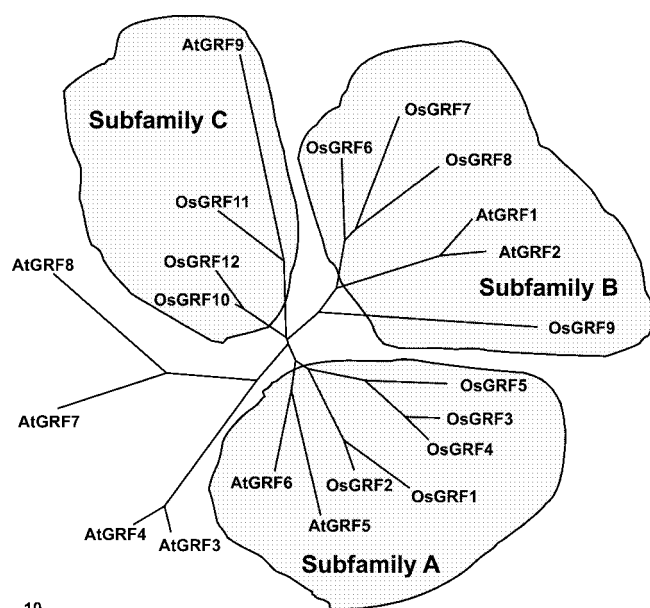 AtGRF9
Subfamily C
OsGRF7
OsGRF6
OsGRF8
OsGRF11
AtGRF1
AtGRF2
OsGRF12
AtGRF8
OsGRF10
Subfamily B
OsGRF9
OsGRF5
AtGRF7
OsGRF3
OsGRF4
AtGRF6
OsGRF2
OsGRF1
AtGRF5
AtGRF4
AtGRF3
Subfamily A
10